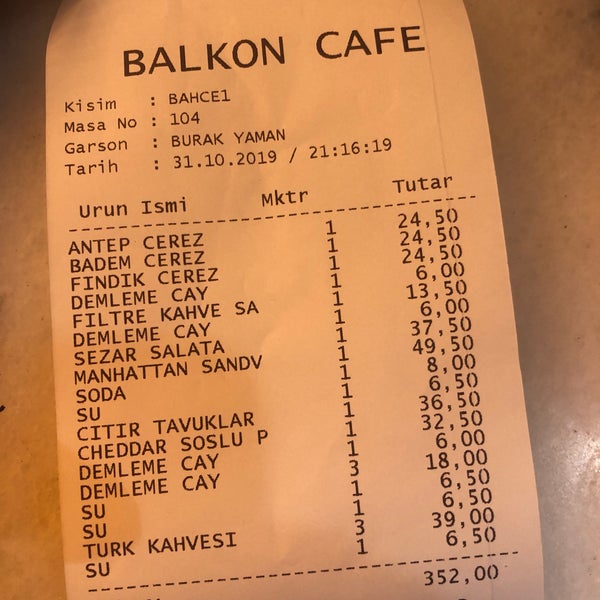 BALKON CAFE
Kisim : BAHCE1
Masa No : 104
Garson : BURAK YAMAN
Tarih : 31.10.2019 / 21:16:19
Urun Ismi Mktr Tutar
ANTEP CEREZ 1 24,50
BADEM CEREZ 1 24,50
FINDIK CEREZ 1 24,50
DEMLEME CAY 1 6,00
FILTRE KAHVE SA 1 13,50
DEMLEME CAY 1 6,00
SEZAR SALATA 1 37,50
MANHATTAN SANDV 1 49,50
SODA 1 8,00
SU 1 6,50
CITIR TAVUKLAR 1 36,50
CHEDDAR SOSLU P 1 32,50
DEMLEME CAY 1 6,00
DEMLEME CAY 3 18,00
SU 1 6,50
SU 1 6,50
TURK KAHVESI 3 39,00
SU 1 6,50
352,00